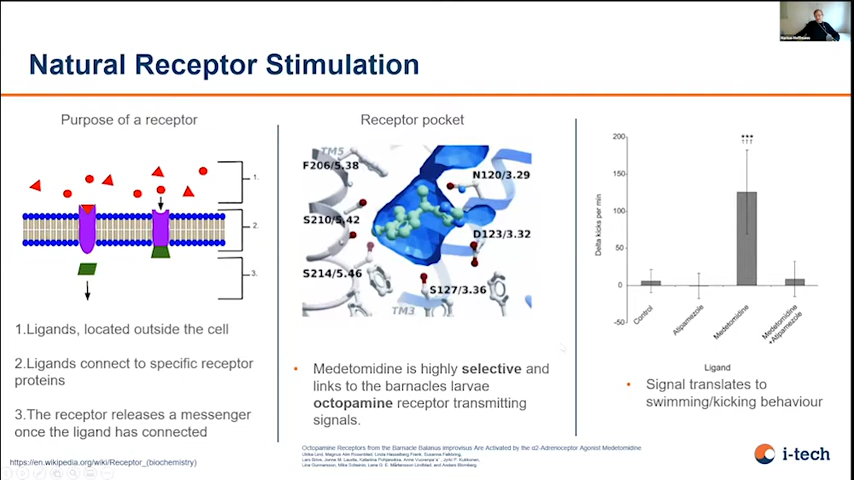 Natural Receptor Stimulation
Purpose of a receptor
1.
2.
3.
1.Ligands, located outside the cell
2.Ligands connect to specific receptor
proteins
3.The receptor releases a messenger
once the ligand has connected
https://en.wikipedia.org/wiki/Receptor_(biochemistry)
Receptor pocket
TM5
F206/5.38
N120/3.29
S210/5.42
D123/3.32
S214/5.46
S127/3.36
TM3
• Medetomidine is highly selective and
links to the barnacles larvae
octopamine receptor transmitting
signals.
Octopamine Receptors from the Barnacle Balanus improvisus Are Activated by the α2-Adrenoceptor Agonist Medetomidine
200
150
100
50
0
-50
Delta kicks per min
***
†††
Control
Atipamezole
Medetomidine
Medetomidine
+Atipamezole
Ligand
• Signal translates to
swimming/kicking behaviour
i-tech